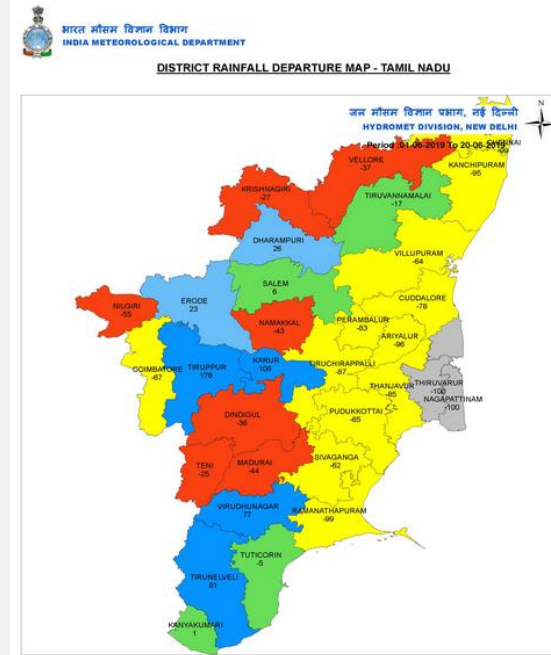 भारत मौसम विज्ञान विभाग
INDIA METEOROLOGICAL DEPARTMENT
DISTRICT RAINFALL DEPARTURE MAP - TAMIL NADU
जल मौसम विज्ञान प्रभाग, नई दिल्ली
HYDROMET DIVISION, NEW DELHI
N
Period :01-06-2019 To 20-06-2019
CHENNAI
KANCHIPURAM
-95
VELLORE
-37
KRISHNAGIRI
-27
TIRUVANNAMALAI
-17
DHARAMPURI
26
VILLUPURAM
-64
SALEM
6
ERODE
23
NILGIRI
-55
CUDDALORE
-78
NAMAKKAL
-43
PERAMBALUR
-83
ARIYALUR
-96
COIMBATORE
-67
TIRUPPUR
176
KARUR
106
TIRUCHIRAPPALLI
-67
THANJAVUR
-85
THIRUVARUR
-100
NAGAPATTINAM
-100
PUDUKKOTTAI
-65
DINDIGUL
-36
SIVAGANGA
-62
TENI
-25
MADURAI
-44
VIRUDHUNAGAR
77
RAMANATHAPURAM
-99
TUTICORIN
-5
TIRUNELVELI
81
KANYAKUMARI
1